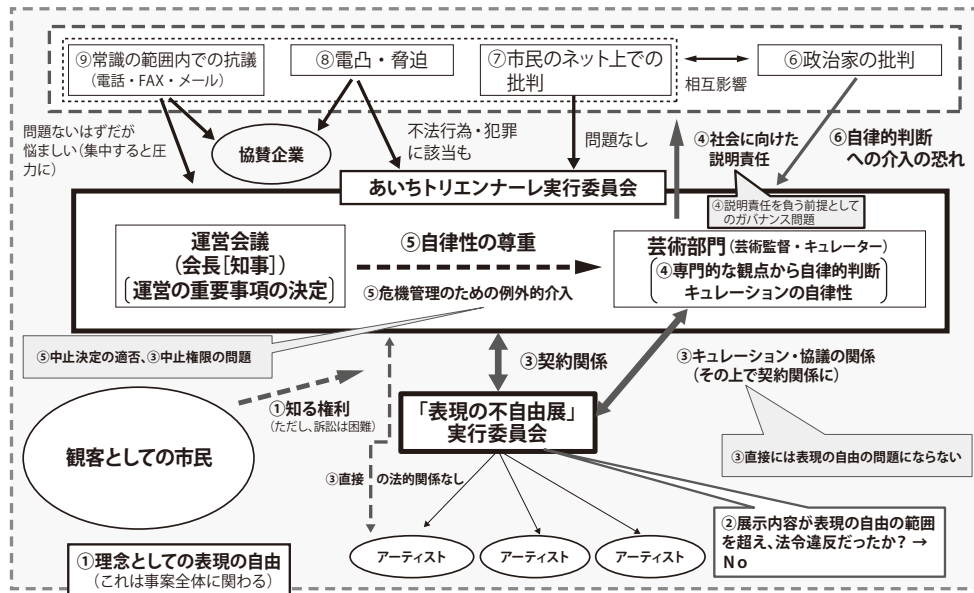 ⑨常識の範囲内での抗議
（電話・FAX・メール）
⑧電凸・脅迫
⑦市民のネット上での
批判
相互影響
⑥政治家の批判
問題ないはずだが
悩ましい（集中すると圧
力に）
協賛企業
不法行為・犯罪
に該当も
問題なし
④社会に向けた
説明責任
⑥自律的判断
への介入の恐れ
あいちトリエンナーレ実行委員会
④説明責任を負う前提として
のガバナンス問題
運営会議
（会長［知事］）
〔運営の重要事項の決定〕
⑤自律性の尊重
⑤危機管理のための例外的介入
芸術部門（芸術監督・キュレーター）
④専門的な観点から自律的判断
キュレーションの自律性
⑤中止決定の適否、③中止権限の問題
③契約関係
③キュレーション・協議の関係
（その上で契約関係に）
①知る権利
（ただし、訴訟は困難）
「表現の不自由展」
実行委員会
観客としての市民
③直接の法的関係なし
③直接には表現の自由の問題にならない
アーティスト
アーティスト
アーティスト
②展示内容が表現の自由の範囲
を超え、法令違反だったか？ →
No
①理念としての表現の自由
（これは事案全体に関わる）